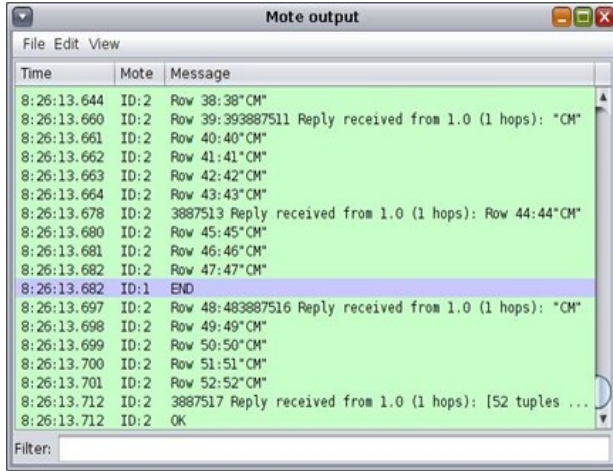 Mote output
File Edit View
Time Mote Message
8:26:13.644 ID:2 Row 38:38"CM"
8:26:13.660 ID:2 Row 39:393887511 Reply received from 1.0 (1 hops): "CM"
8:26:13.661 ID:2 Row 40:40"CM"
8:26:13.662 ID:2 Row 41:41"CM"
8:26:13.663 ID:2 Row 42:42"CM"
8:26:13.664 ID:2 Row 43:43"CM"
8:26:13.678 ID:2 3887513 Reply received from 1.0 (1 hops): Row 44:44"CM"
8:26:13.680 ID:2 Row 45:45"CM"
8:26:13.681 ID:2 Row 46:46"CM"
8:26:13.682 ID:2 Row 47:47"CM"
8:26:13.682 ID:1 END
8:26:13.697 ID:2 Row 48:483887516 Reply received from 1.0 (1 hops): "CM"
8:26:13.698 ID:2 Row 49:49"CM"
8:26:13.699 ID:2 Row 50:50"CM"
8:26:13.700 ID:2 Row 51:51"CM"
8:26:13.701 ID:2 Row 52:52"CM"
8:26:13.712 ID:2 3887517 Reply received from 1.0 (1 hops): [52 tuples ...
8:26:13.712 ID:2 OK
Filter: